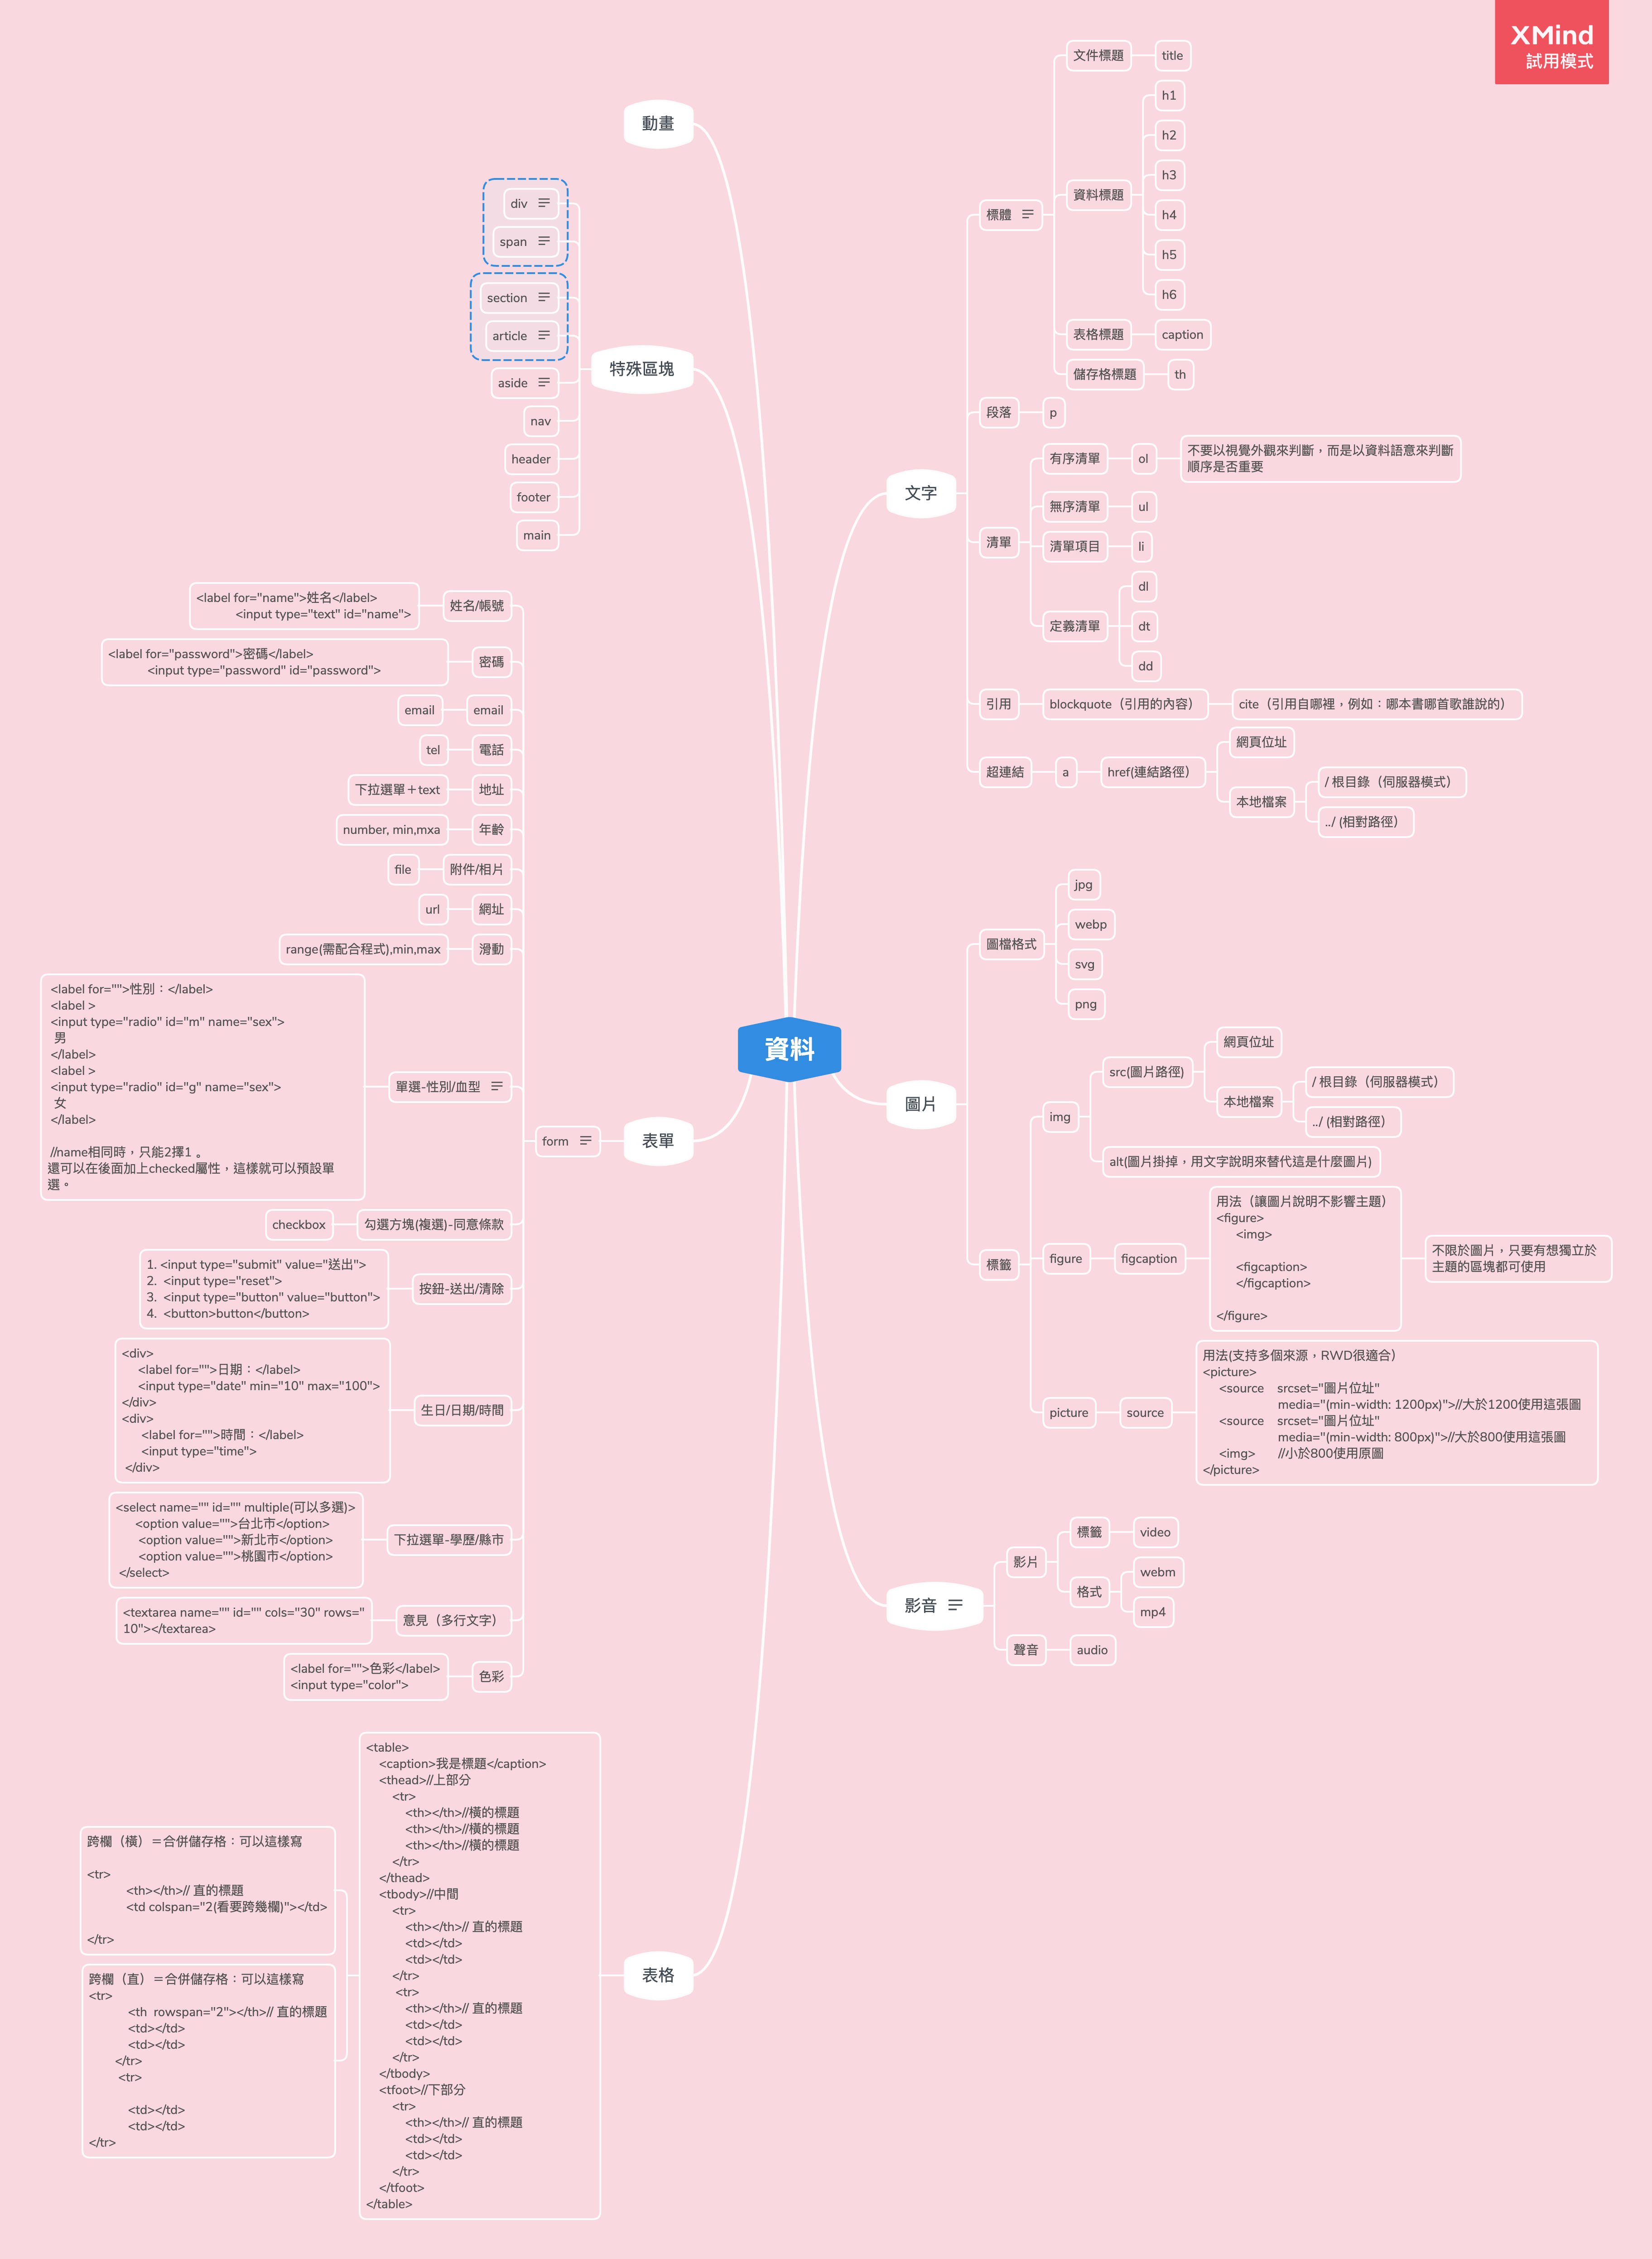 XMind
試用模式
資料
文字
標體
文件標題
title
資料標題
h1
h2
h3
h4
h5
h6
表格標題
caption
儲存格標題
th
段落
p
清單
有序清單
ol
不要以視覺外觀來判斷，而是以資料語意來判斷
順序是否重要
無序清單
ul
清單項目
li
定義清單
dl
dt
dd
引用
blockquote（引用的內容）
cite（引用自哪裡，例如：哪本書哪首歌誰說的）
超連結
a
href(連結路徑）
網頁位址
本地檔案
/ 根目錄（伺服器模式）
../ (相對路徑）
圖片
圖檔格式
jpg
webp
svg
png
標籤
img
src(圖片路徑)
網頁位址
本地檔案
/ 根目錄（伺服器模式）
../ (相對路徑）
alt(圖片掛掉，用文字說明來替代這是什麼圖片)
figure
figcaption
用法（讓圖片說明不影響主題）
<figure>
<img>
<figcaption>
</figcaption>
</figure>
不限於圖片，只要有想獨立於
主題的區塊都可使用
picture
source
用法(支持多個來源，RWD很適合）
<picture>
<source srcset="圖片位址"
media="(min-width: 1200px)">//大於1200使用這張圖
<source srcset="圖片位址"
media="(min-width: 800px)">//大於800使用這張圖
<img> //小於800使用原圖
</picture>
影音
影片
標籤
video
格式
webm
mp4
聲音
audio
動畫
特殊區塊
div
span
section
article
aside
nav
header
footer
main
表單
form
姓名/帳號
<label for="name">姓名</label>
<input type="text" id="name">
密碼
<label for="password">密碼</label>
<input type="password" id="password">
email
email
電話
tel
地址
下拉選單＋text
年齡
number, min,mxa
附件/相片
file
網址
url
滑動
range(需配合程式),min,max
單選-性別/血型
<label for="">性別：</label>
<label >
<input type="radio" id="m" name="sex">
男
</label>
<label >
<input type="radio" id="g" name="sex">
女
</label>
//name相同時，只能2擇1 。
還可以在後面加上checked屬性，這樣就可以預設單
選。
勾選方塊(複選)-同意條款
checkbox
按鈕-送出/清除
1. <input type="submit" value="送出">
2. <input type="reset">
3. <input type="button" value="button">
4. <button>button</button>
生日/日期/時間
<div>
<label for="">日期：</label>
<input type="date" min="10" max="100">
</div>
<div>
<label for="">時間：</label>
<input type="time">
</div>
下拉選單-學歷/縣市
<select name="" id="" multiple(可以多選)>
<option value="">台北市</option>
<option value="">新北市</option>
<option value="">桃園市</option>
</select>
意見（多行文字）
<textarea name="" id="" cols="30" rows="
10"></textarea>
色彩
<label for="">色彩</label>
<input type="color">
表格
<table>
<caption>我是標題</caption>
<thead>//上部分
<tr>
<th></th>//橫的標題
<th></th>//橫的標題
<th></th>//橫的標題
</tr>
</thead>
<tbody>//中間
<tr>
<th></th>// 直的標題
<td></td>
<td></td>
</tr>
<tr>
<th></th>// 直的標題
<td></td>
<td></td>
</tr>
</tbody>
<tfoot>//下部分
<tr>
<th></th>// 直的標題
<td></td>
<td></td>
</tr>
</tfoot>
</table>
跨欄（橫）＝合併儲存格：可以這樣寫
<tr>
<th></th>// 直的標題
<td colspan="2(看要跨幾欄)"></td>
</tr>
跨欄（直）＝合併儲存格：可以這樣寫
<tr>
<th rowspan="2"></th>// 直的標題
<td></td>
<td></td>
</tr>
<tr>
<td></td>
<td></td>
</tr>